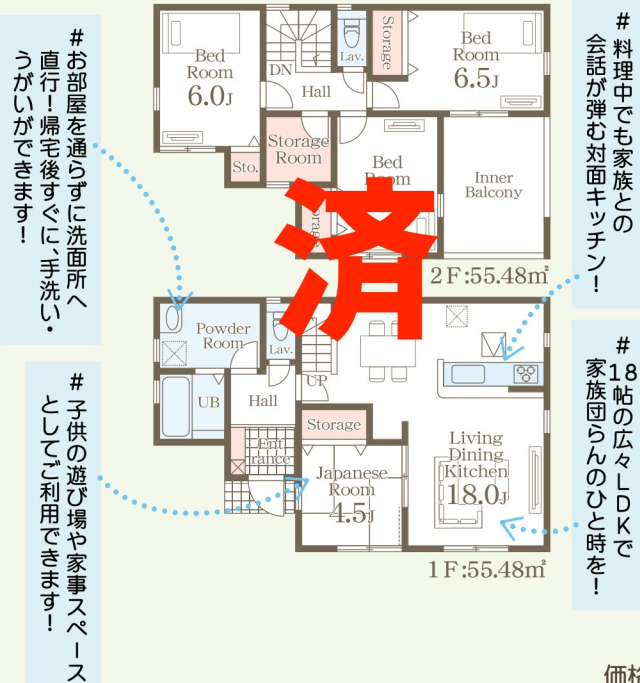 # 料理中でも家族との
会話が弾む対面キッチン！
# 18帖の広々LDKで
家族団らんのひと時を！
# お部屋を通らずに洗面所へ
直行！帰宅後すぐに、手洗い・
うがいができます！
# 子供の遊び場や家事スペース
としてご利用できます！
Bed
Room
6.0J
DN
Hall
Lav.
Storage
Bed
Room
6.5J
Sto.
Storage
Room
Bed
Room
Storage
Inner
Balcony
済
2F:55.48㎡
Powder
Room
Lav.
UB
Hall
UP
Ent
rance
Storage
Japanese
Room
4.5J
Living
Dining
Kitchen
18.0J
1F:55.48㎡